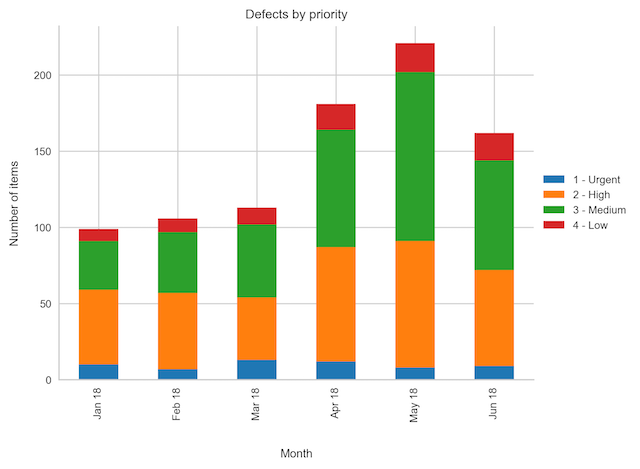 Defects by priority
Number of items
200
150
100
50
0
Jan 18
Feb 18
Mar 18
Apr 18
May 18
Jun 18
Month
1 - Urgent
2 - High
3 - Medium
4 - Low